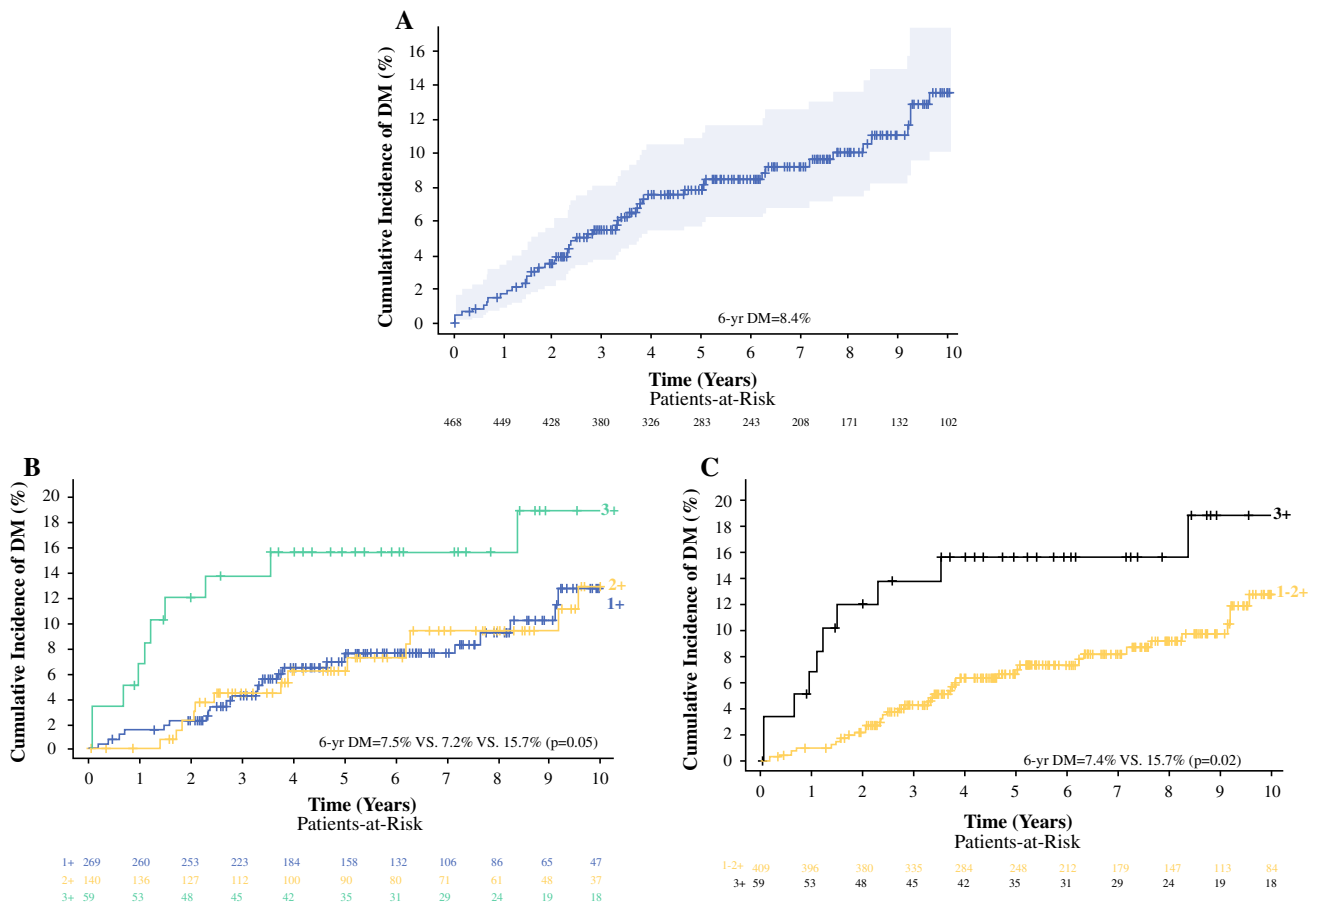 A
Cumulative Incidence of DM (%)
16
14
12
10
8
6
4
2
0
6-yr DM=8.4%
0 1 2 3 4 5 6 7 8 9 10
Time (Years)
Patients-at-Risk
468 449 428 380 326 283 243 208 171 132 102
B
Cumulative Incidence of DM (%)
20
18
16
14
12
10
8
6
4
2
0
3+
2+
1+
6-yr DM=7.5% VS. 7.2% VS. 15.7% (p=0.05)
0 1 2 3 4 5 6 7 8 9 10
Time (Years)
Patients-at-Risk
1+ 269 260 253 223 184 158 132 106 86 65 47
2+ 140 136 127 112 100 90 80 71 61 48 37
3+ 59 53 48 45 42 35 31 29 24 19 18
C
Cumulative Incidence of DM (%)
20
18
16
14
12
10
8
6
4
2
0
3+
1-2+
6-yr DM=7.4% VS. 15.7% (p=0.02)
0 1 2 3 4 5 6 7 8 9 10
Time (Years)
Patients-at-Risk
1-2+ 409 396 380 335 284 248 212 179 147 113 84
3+ 59 53 48 45 42 35 31 29 24 19 18